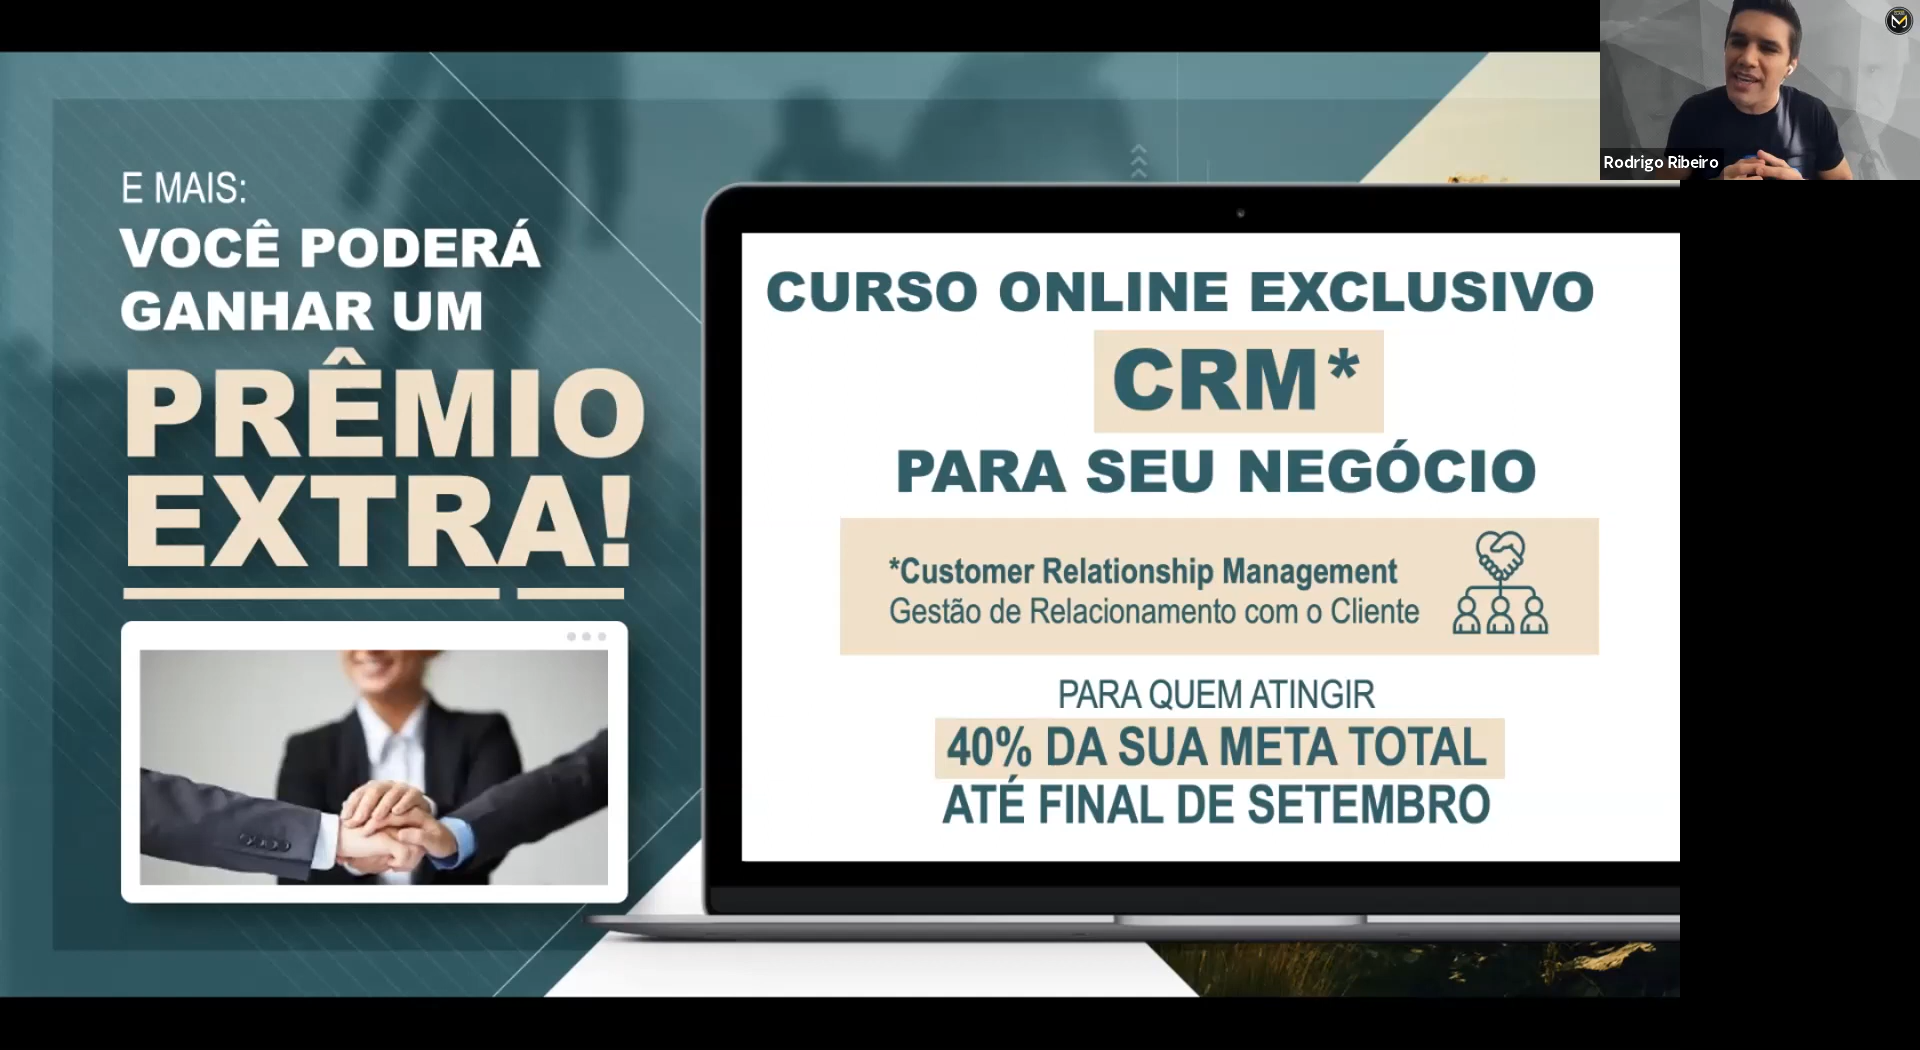 E MAIS:
VOCÊ PODERÁ
GANHAR UM
PRÊMIO
EXTRA!
CURSO ONLINE EXCLUSIVO
CRM*
PARA SEU NEGÓCIO
*Customer Relationship Management
Gestão de Relacionamento com o Cliente
PARA QUEM ATINGIR
40% DA SUA META TOTAL
ATÉ FINAL DE SETEMBRO
Rodrigo Ribeiro